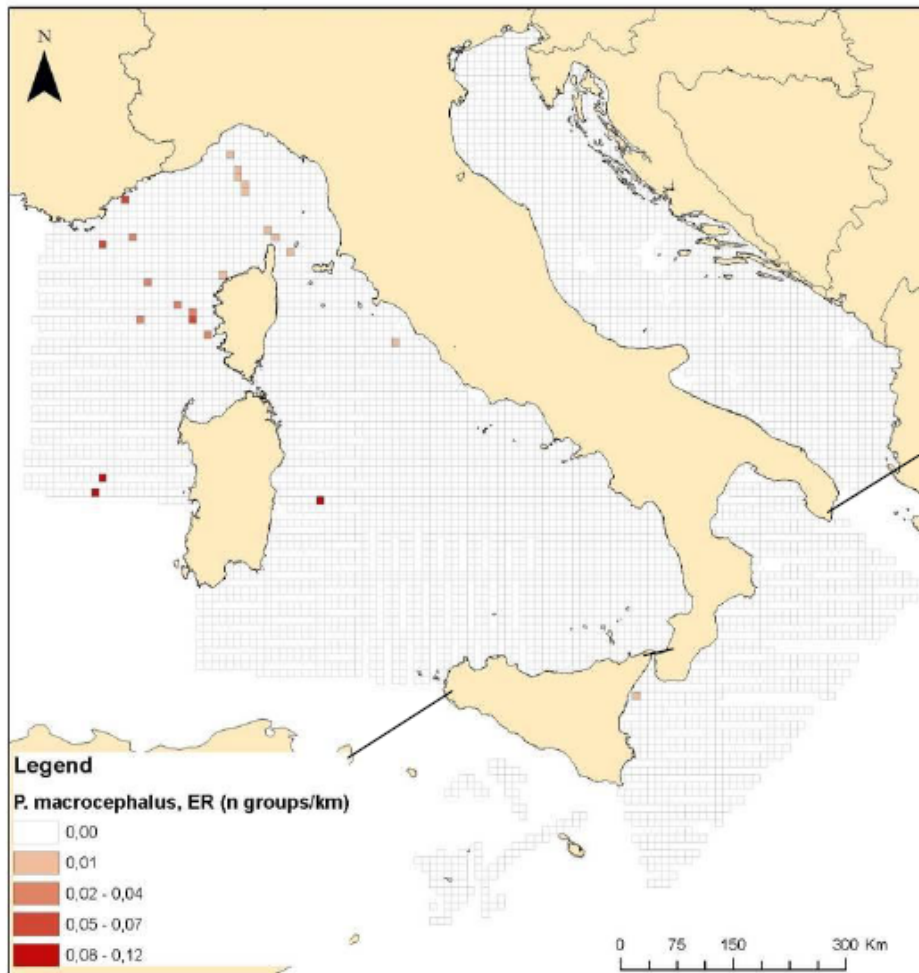 N
Legend
P. macrocephalus, ER (n groups/km)
0,00
0,01
0,02 - 0,04
0,05 - 0,07
0,08 - 0,12
0 75 150 300 Km